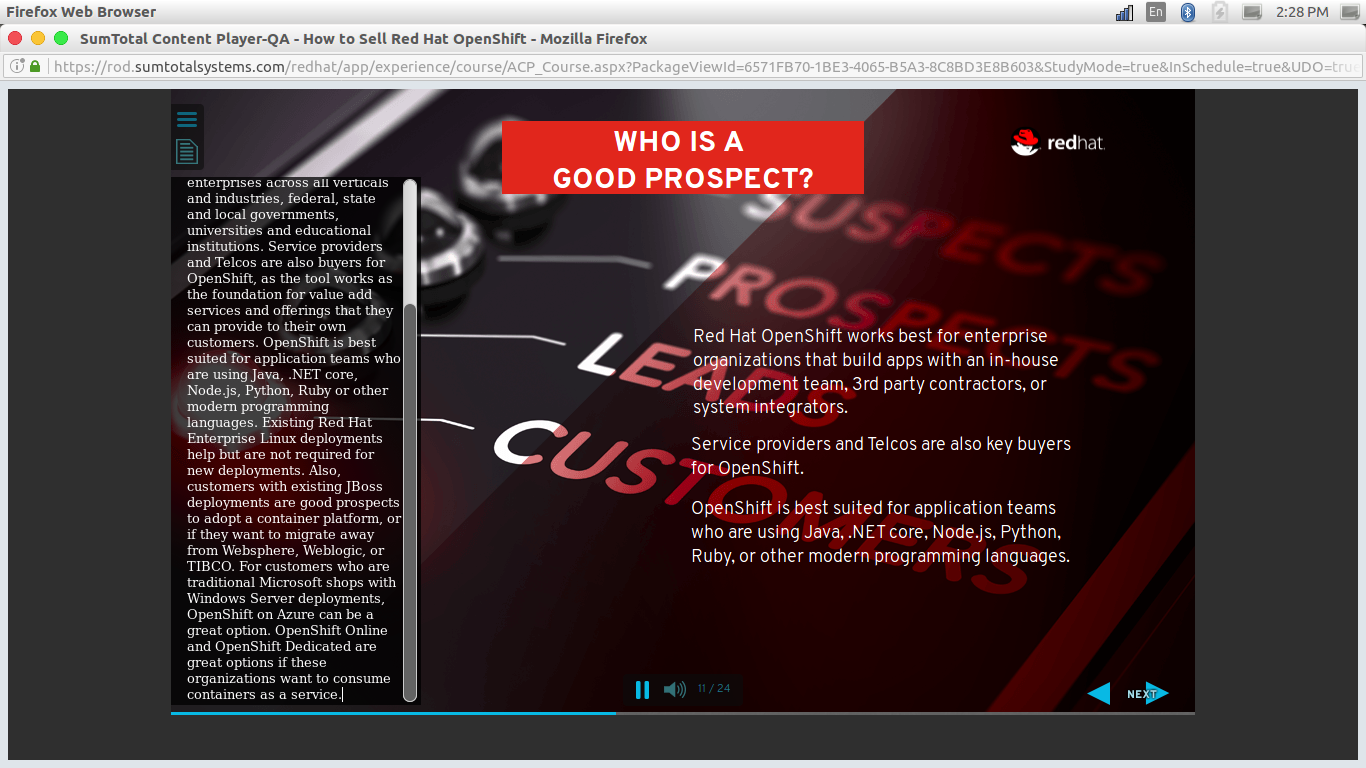 Firefox Web Browser
En
2:28 PM
SumTotal Content Player-QA - How to Sell Red Hat OpenShift - Mozilla Firefox
https://rod.sumtotalsystems.com/redhat/app/experience/course/ACP_Course.aspx?PackageViewId=6571FB70-1BE3-4065-B5A3-8C8BD3E8B603&StudyMode=true&InSchedule=true&UDO=true
WHO IS A
GOOD PROSPECT?
redhat.
enterprises across all verticals
and industries, federal, state
and local governments,
universities and educational
institutions. Service providers
and Telcos are also buyers for
OpenShift, as the tool works as
the foundation for value add
services and offerings that they
can provide to their own
customers. OpenShift is best
suited for application teams who
are using Java, .NET core,
Node.js, Python, Ruby or other
modern programming
languages. Existing Red Hat
Enterprise Linux deployments
help but are not required for
new deployments. Also,
customers with existing JBoss
deployments are good prospects
to adopt a container platform, or
if they want to migrate away
from Websphere, Weblogic, or
TIBCO. For customers who are
traditional Microsoft shops with
Windows Server deployments,
OpenShift on Azure can be a
great option. OpenShift Online
and OpenShift Dedicated are
great options if these
organizations want to consume
containers as a service.
SUSPECTS
PROSPECTS
LEADS
CUSTOMERS
Red Hat OpenShift works best for enterprise
organizations that build apps with an in-house
development team, 3rd party contractors, or
system integrators.
Service providers and Telcos are also key buyers
for OpenShift.
OpenShift is best suited for application teams
who are using Java, .NET core, Node.js, Python,
Ruby, or other modern programming languages.
11 / 24
NEXT